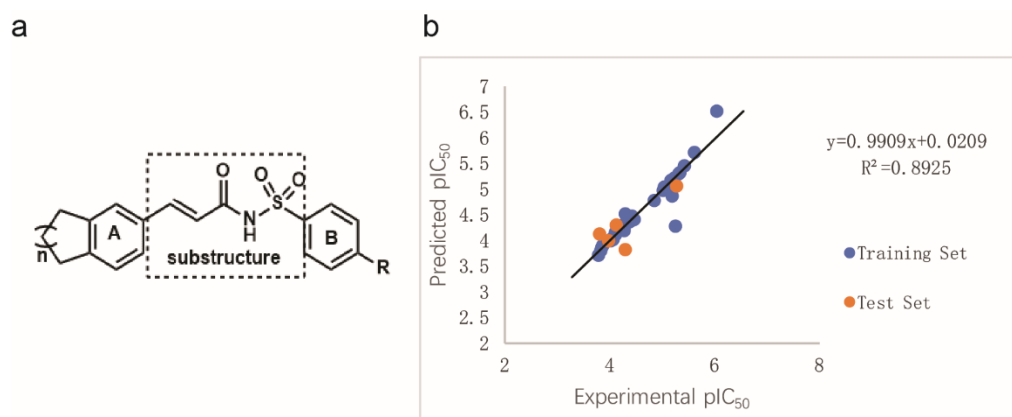 a
b
O
O
O
S
N
H
A
B
R
n
substructure
7
6.5
6
5.5
5
4.5
4
3.5
3
2.5
2
2
4
6
8
Predicted pIC₅₀
Experimental pIC₅₀
y=0.9909x+0.0209
R²=0.8925
Training Set
Test Set